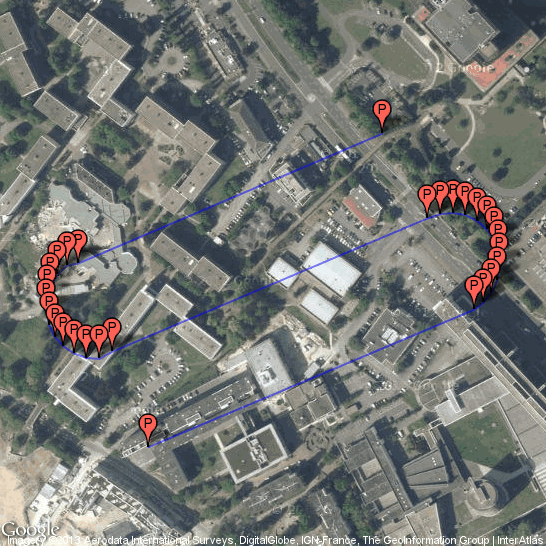 P
Google
Imagery ©2013 Aerodata International Surveys, DigitalGlobe, IGN-France, The GeoInformation Group | InterAtlas